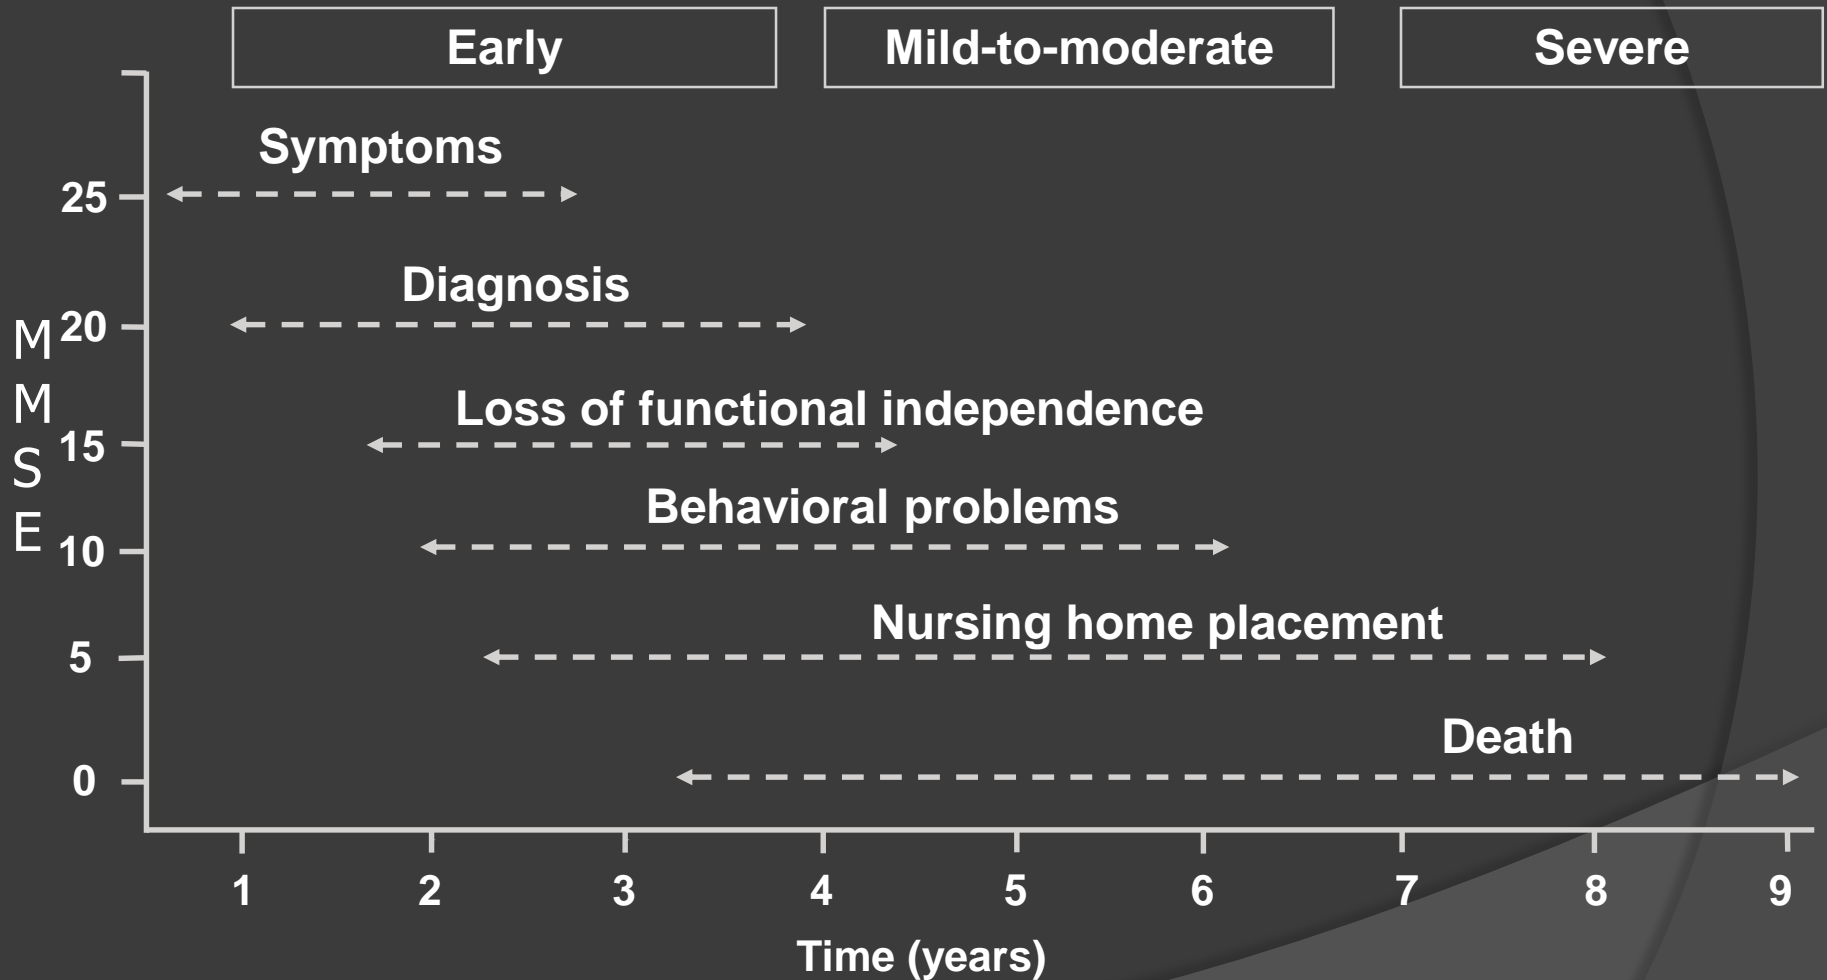 Early
Mild-to-moderate
Severe
Symptoms
25
Diagnosis
20
Loss of functional independence
15
Behavioral problems
10
Nursing home placement
5
Death
0
M
M
S
E
1 2 3 4 5 6 7 8 9
Time (years)